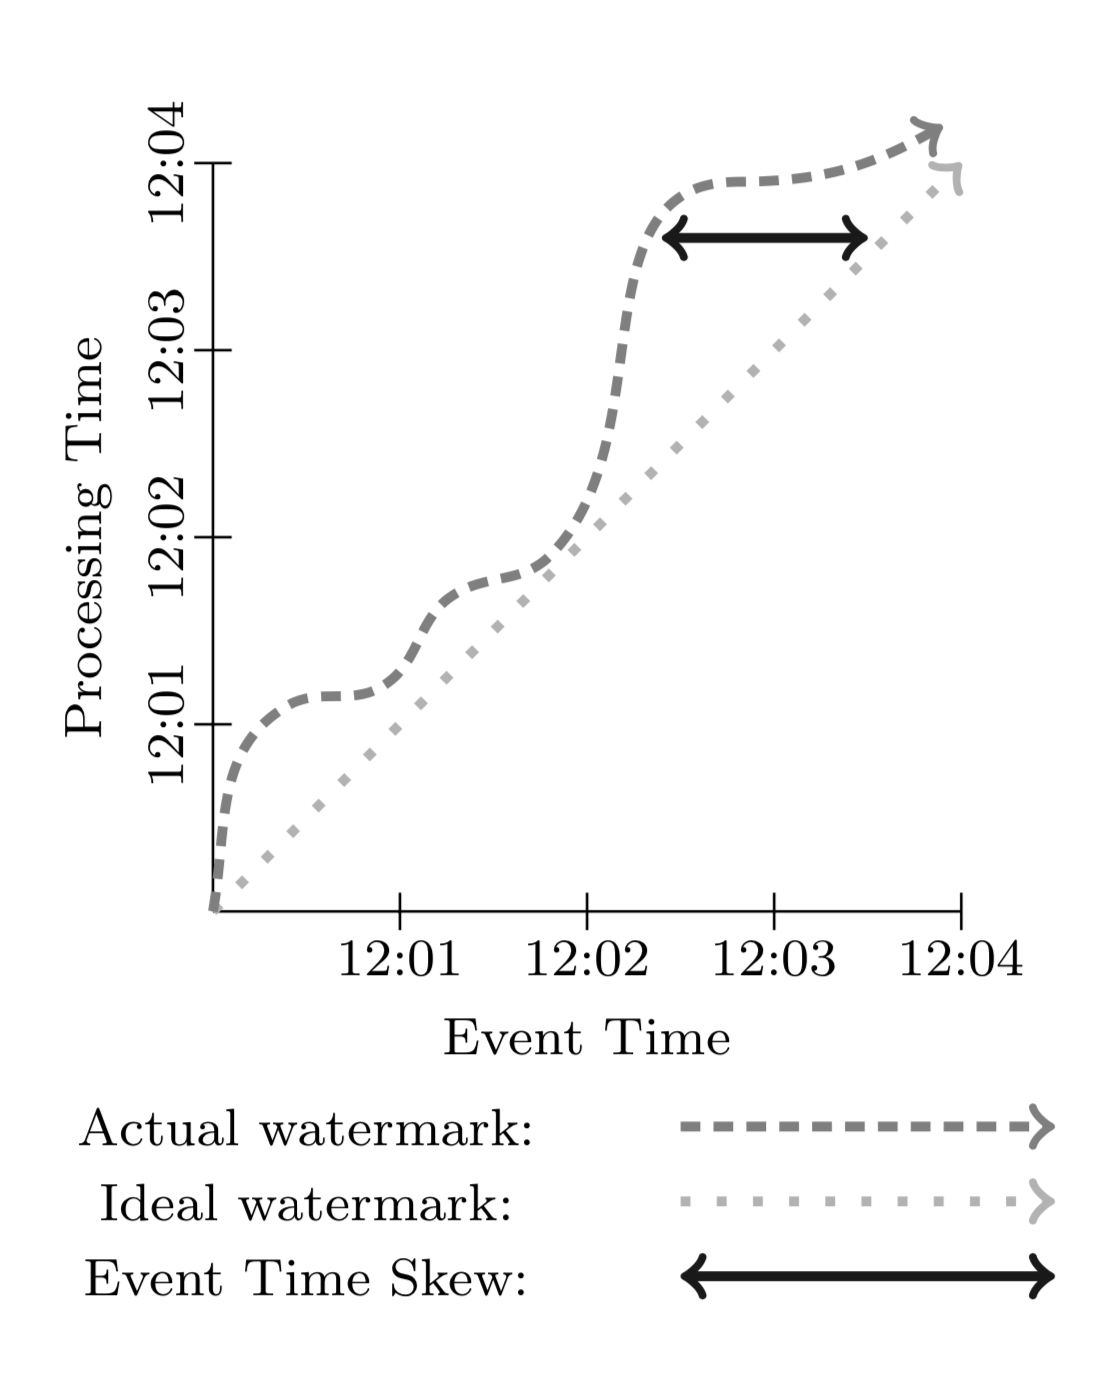 12:04
12:03
12:02
12:01
Processing Time
12:01 12:02 12:03 12:04
Event Time
Actual watermark:
Ideal watermark:
Event Time Skew: